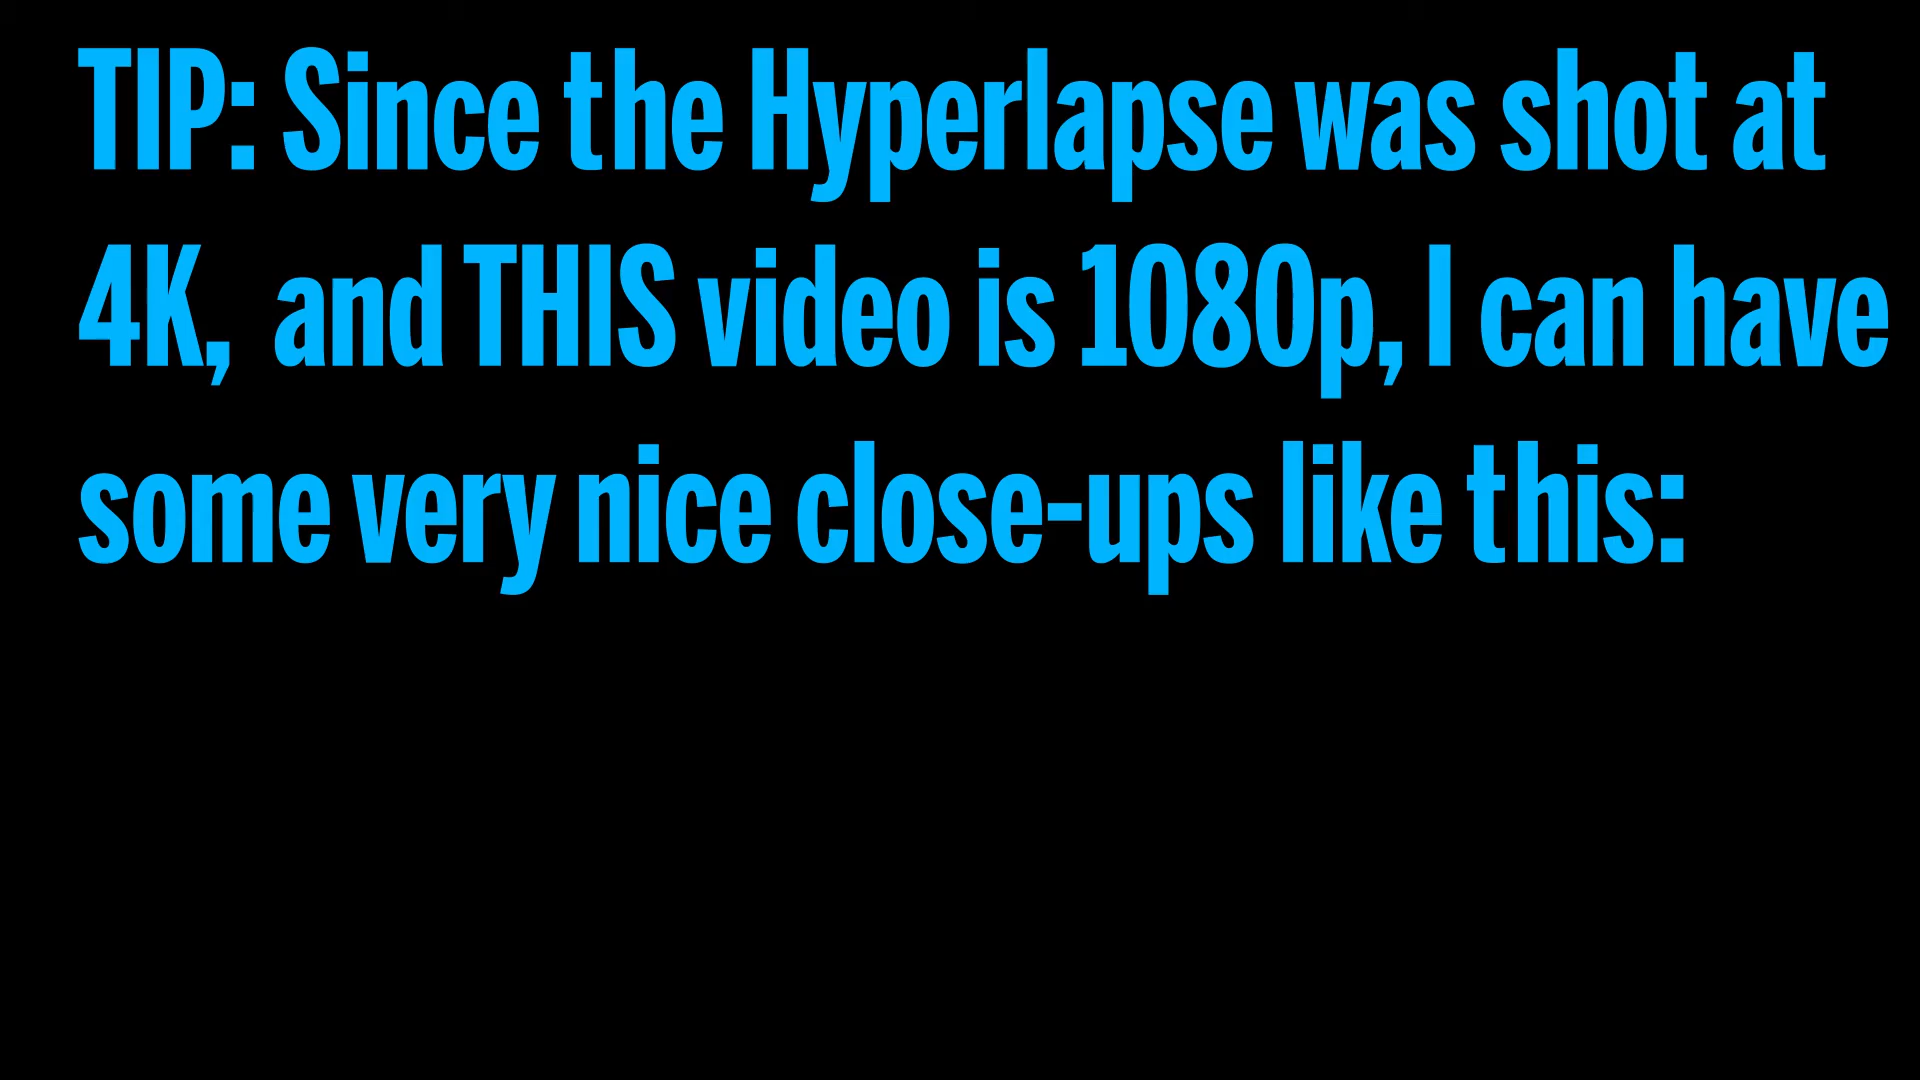 TIP: Since the Hyperlapse was shot at
4K, and THIS video is 1080p, I can have
some very nice close-ups like this: